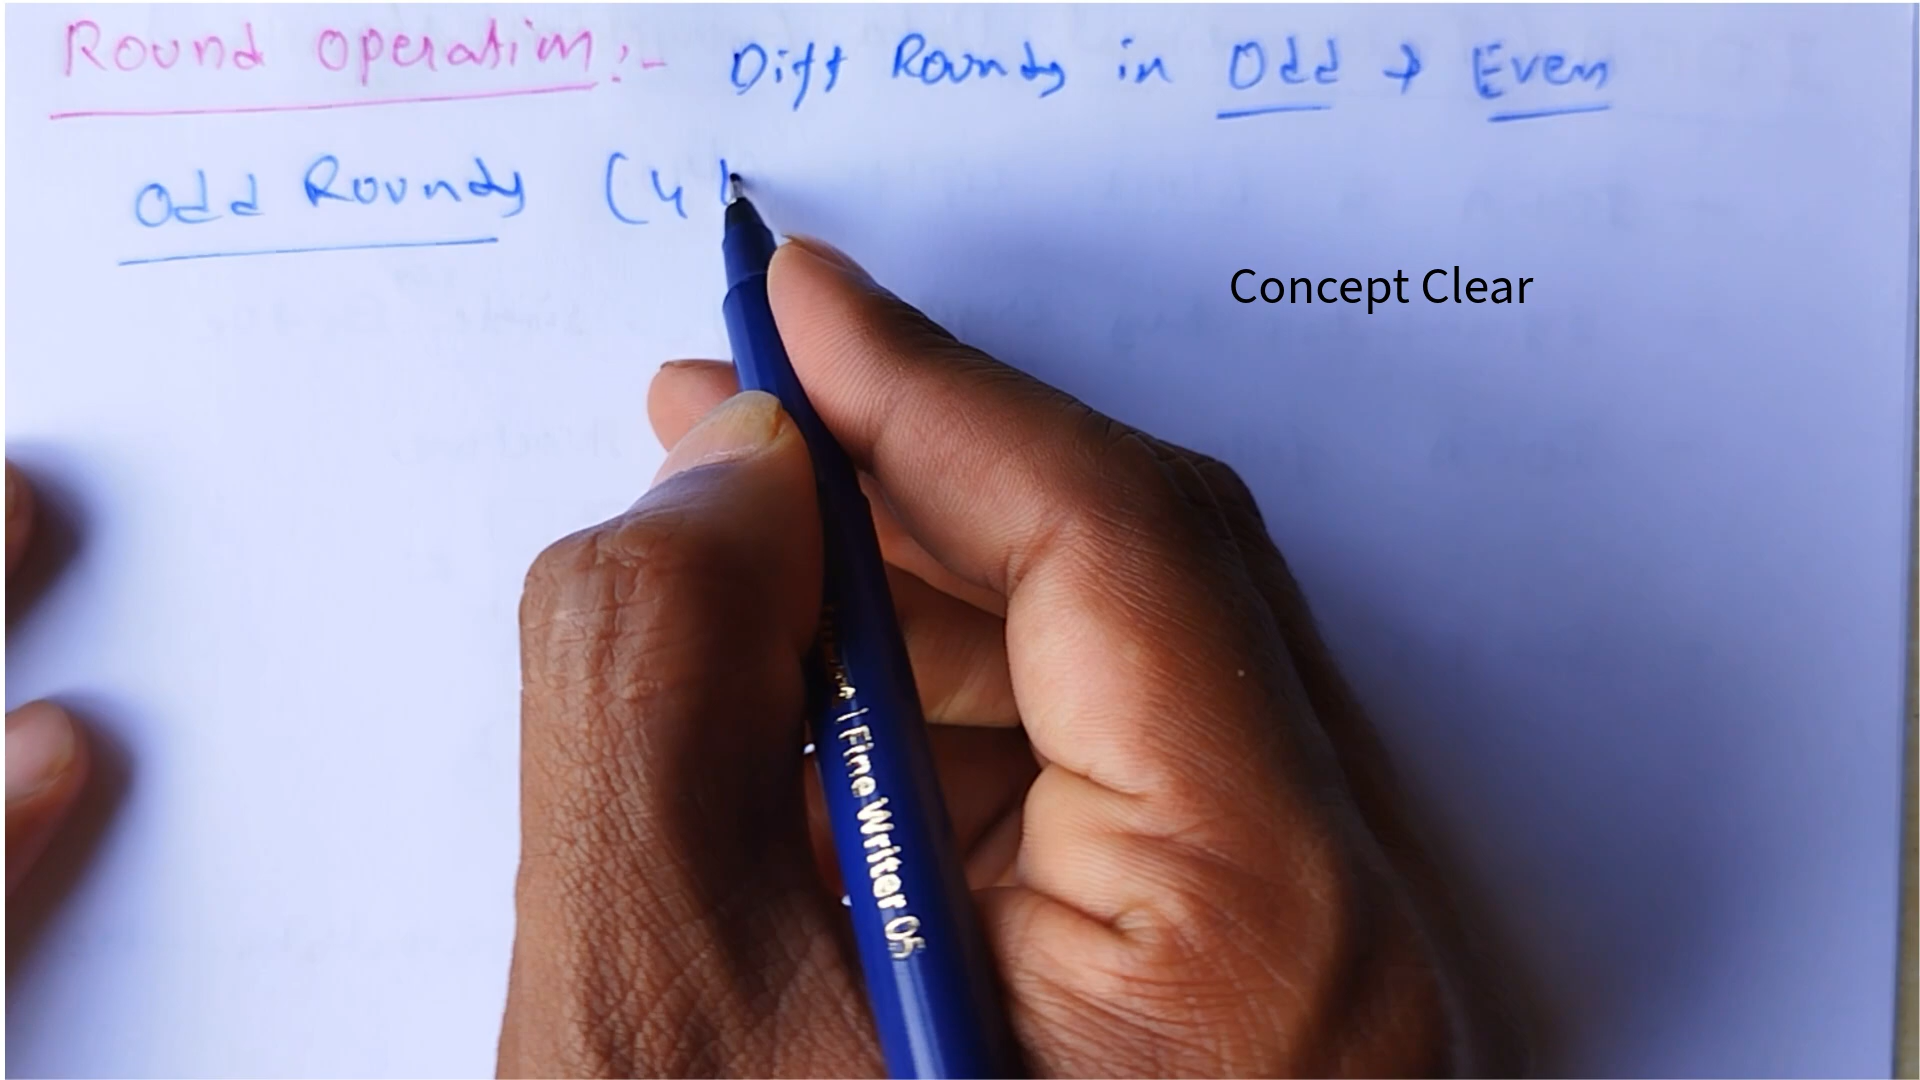 Round Operation:- Diff Rounds in Odd & Even
Odd Rounds (4
Concept Clear
| Fine Writer 05